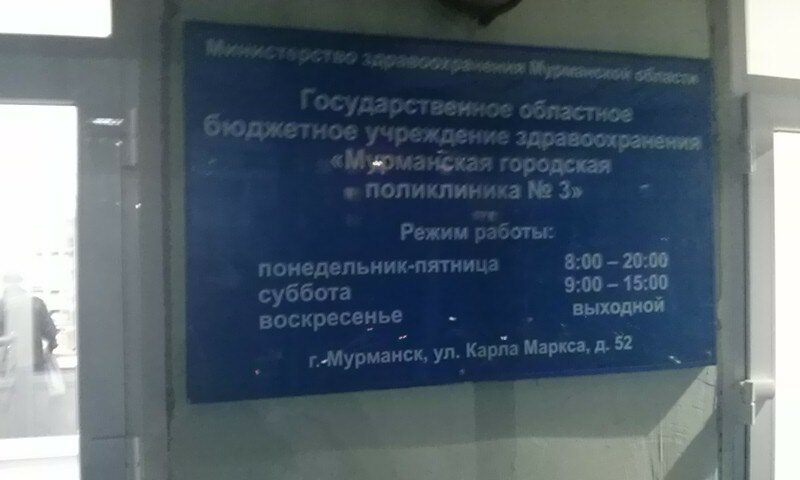 Министерство здравоохранения Мурманской области
Государственное областное
бюджетное учреждение здравоохранения
«Мурманская городская
поликлиника № 3»
Режим работы:
понедельник-пятница 8:00 – 20:00
суббота 9:00 – 15:00
воскресенье выходной
г. Мурманск, ул. Карла Маркса, д. 52